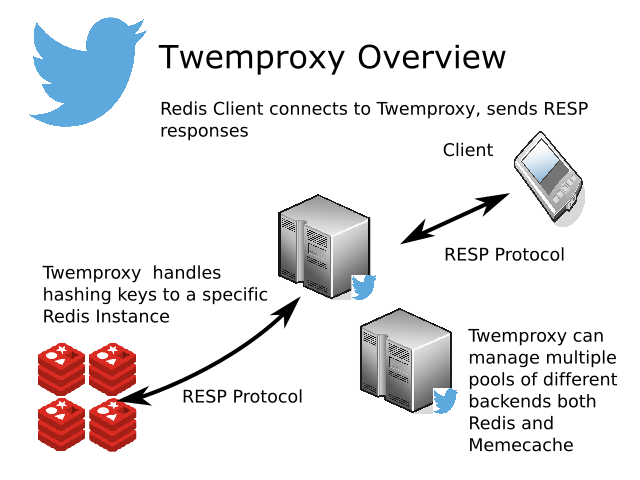 Twemproxy Overview
Redis Client connects to Twemproxy, sends RESP
responses
Client
RESP Protocol
Twemproxy  handles
hashing keys to a specific
Redis Instance
RESP Protocol
Twemproxy can
manage multiple
pools of different
backends both
Redis and
Memecache